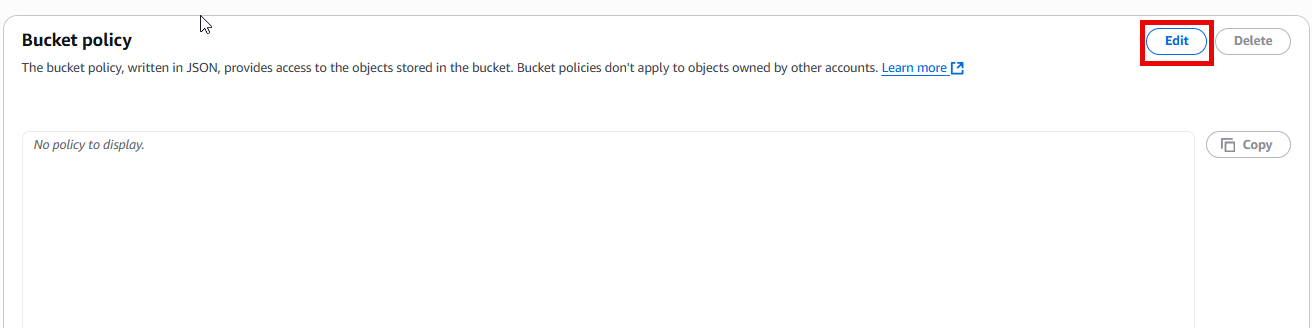 Bucket policy
Edit
Delete
The bucket policy, written in JSON, provides access to the objects stored in the bucket. Bucket policies don’t apply to objects owned by other accounts. Learn more
No policy to display.
Copy